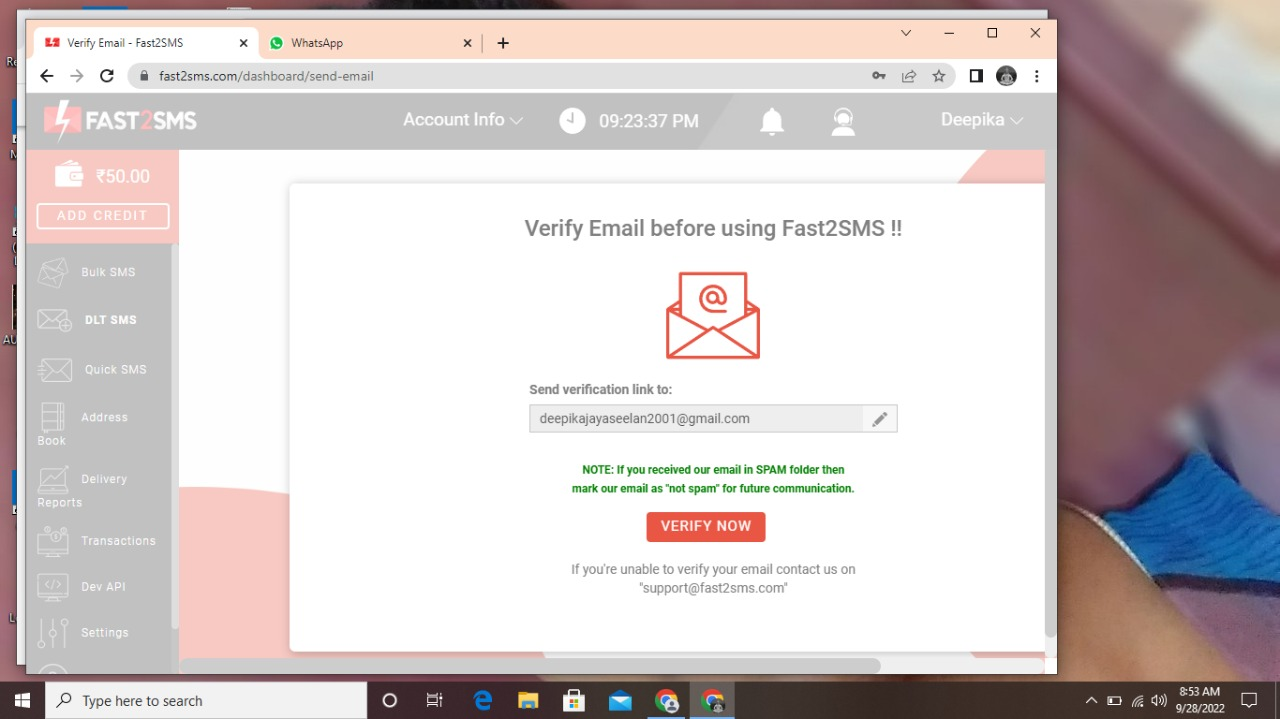 Verify Email - Fast2SMS
WhatsApp
fast2sms.com/dashboard/send-email
FAST2SMS
Account Info
09:23:37 PM
Deepika
₹50.00
ADD CREDIT
Bulk SMS
DLT SMS
Quick SMS
Address
Book
Delivery
Reports
Transactions
Dev API
Settings
Verify Email before using Fast2SMS !!
@
Send verification link to:
deepikajayaseelan2001@gmail.com
NOTE: If you received our email in SPAM folder then
mark our email as "not spam" for future communication.
VERIFY NOW
If you're unable to verify your email contact us on
"support@fast2sms.com"
Type here to search
8:53 AM
9/28/2022